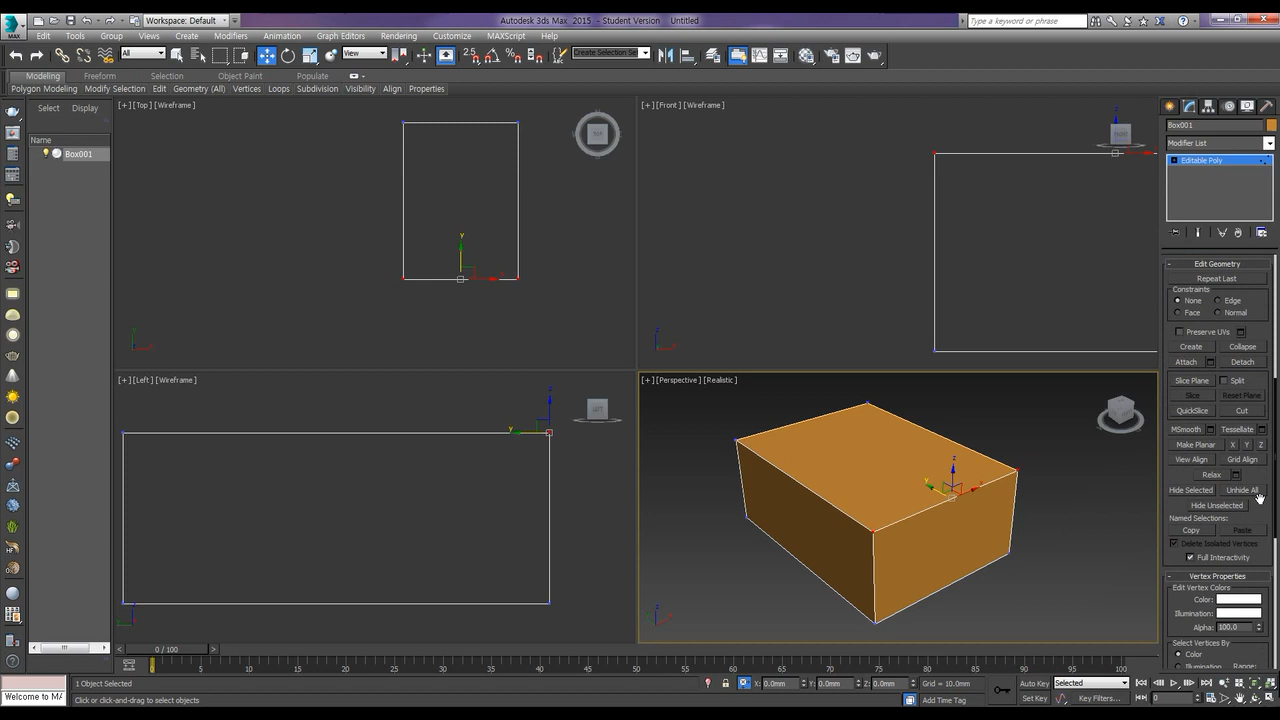 Workspace: Default
Autodesk 3ds Max 2015 - Student Version Untitled
Type a keyword or phrase
MAX
Edit Tools Group Views Create Modifiers Animation Graph Editors Rendering Customize MAXScript Help
All
View
2.5
Create Selection Se
Modeling Freeform Selection Object Paint Populate
Polygon Modeling Modify Selection Edit Geometry (All) Vertices Loops Subdivision Visibility Align Properties
Select Display
Name
Box001
[+] [Top] [Wireframe]
TOP
y
[+] [Front] [Wireframe]
[+] [Left] [Wireframe]
LEFT
z
y
[+] [Perspective] [Realistic]
z
y
x
Box001
Modifier List
Editable Poly
Edit Geometry
Repeat Last
Constraints
None Edge
Face Normal
Preserve UVs
Create Collapse
Attach Detach
Slice Plane Split
Slice Reset Plane
QuickSlice Cut
MSmooth Tessellate
Make Planar X Y Z
View Align Grid Align
Relax
Hide Selected Unhide All
Hide Unselected
Named Selections:
Copy Paste
Delete Isolated Vertices
Full Interactivity
Vertex Properties
Edit Vertex Colors
Color:
Illumination:
Alpha: 100.0
Select Vertices By
Color
Illumination Range:
0 / 100
0 5 10 15 20 25 30 35 40 45 50 55 60 65 70 75 80 85 90 95 100
1 Object Selected
X: 0.0mm Y: 0.0mm Z: 0.0mm Grid = 10.0mm
Auto Key Selected
Welcome to MA
Click or click-and-drag to select objects
Add Time Tag
Set Key Key Filters...
0